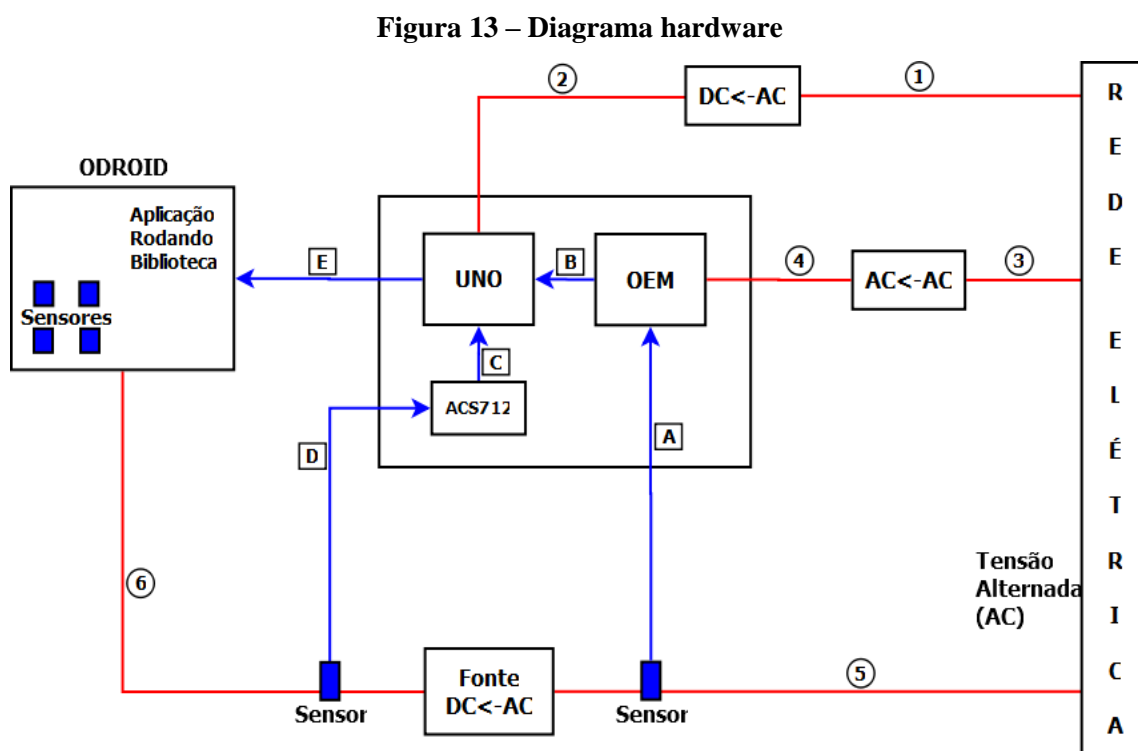 Figura 13 – Diagrama hardware
1
2
DC<-AC
ODROID
Aplicação
Rodando
Biblioteca
Sensores
E
UNO
B
OEM
4
AC<-AC
3
C
ACS712
D
A
6
Tensão
Alternada
(AC)
Fonte
DC<-AC
5
Sensor
Sensor
R
E
D
E
E
L
É
T
R
I
C
A